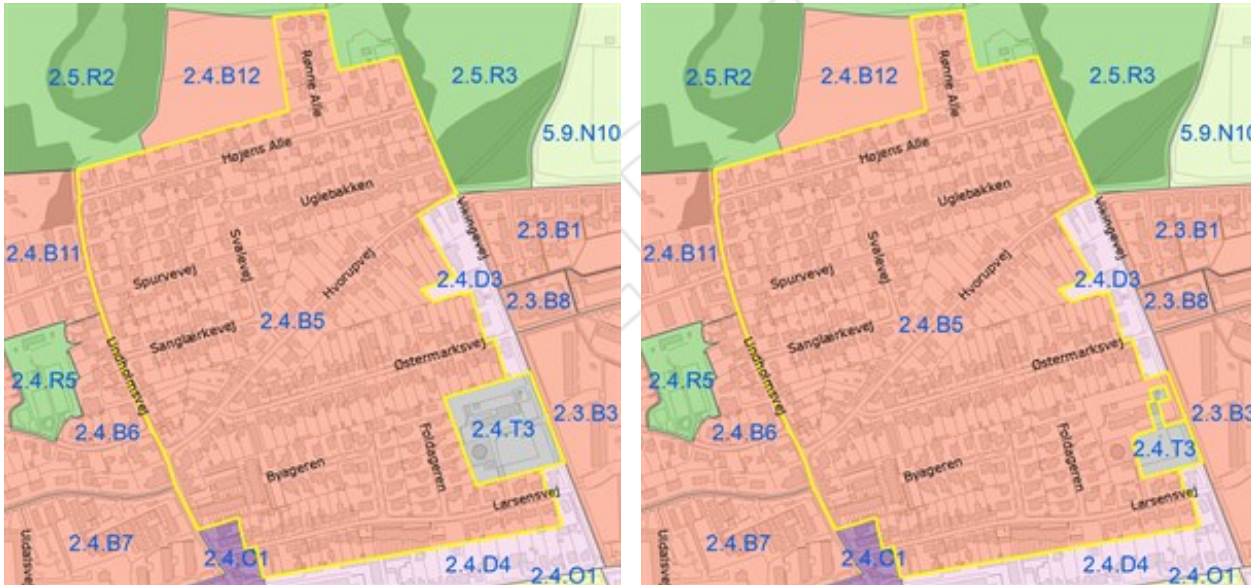 2.5.R2
2.4.B12
Rønne Alle
2.5.R3
5.9.N10
Højens Alle
Uglebakken
Vikingevej
2.3.B1
2.4.B11
Spurvevej
Svalevej
Hvorupvej
2.4.D3
2.3.B8
2.4.B5
Sanglærkevej
Lindholmsvej
Østermarksvej
2.4.R5
2.3.B3
2.4.B6
2.4.T3
Foldageren
Byageren
Larsensvej
2.4.B7
2.4.C1
2.4.D4
2.4.O1
2.5.R2
2.4.B12
Rønne Alle
2.5.R3
5.9.N10
Højens Alle
Uglebakken
Vikingevej
2.3.B1
2.4.B11
Spurvevej
Svalevej
Hvorupvej
2.4.D3
2.3.B8
2.4.B5
Sanglærkevej
Lindholmsvej
Østermarksvej
2.4.R5
2.3.B3
2.4.B6
2.4.T3
Foldageren
Byageren
Larsensvej
2.4.B7
2.4.C1
2.4.D4
2.4.O1